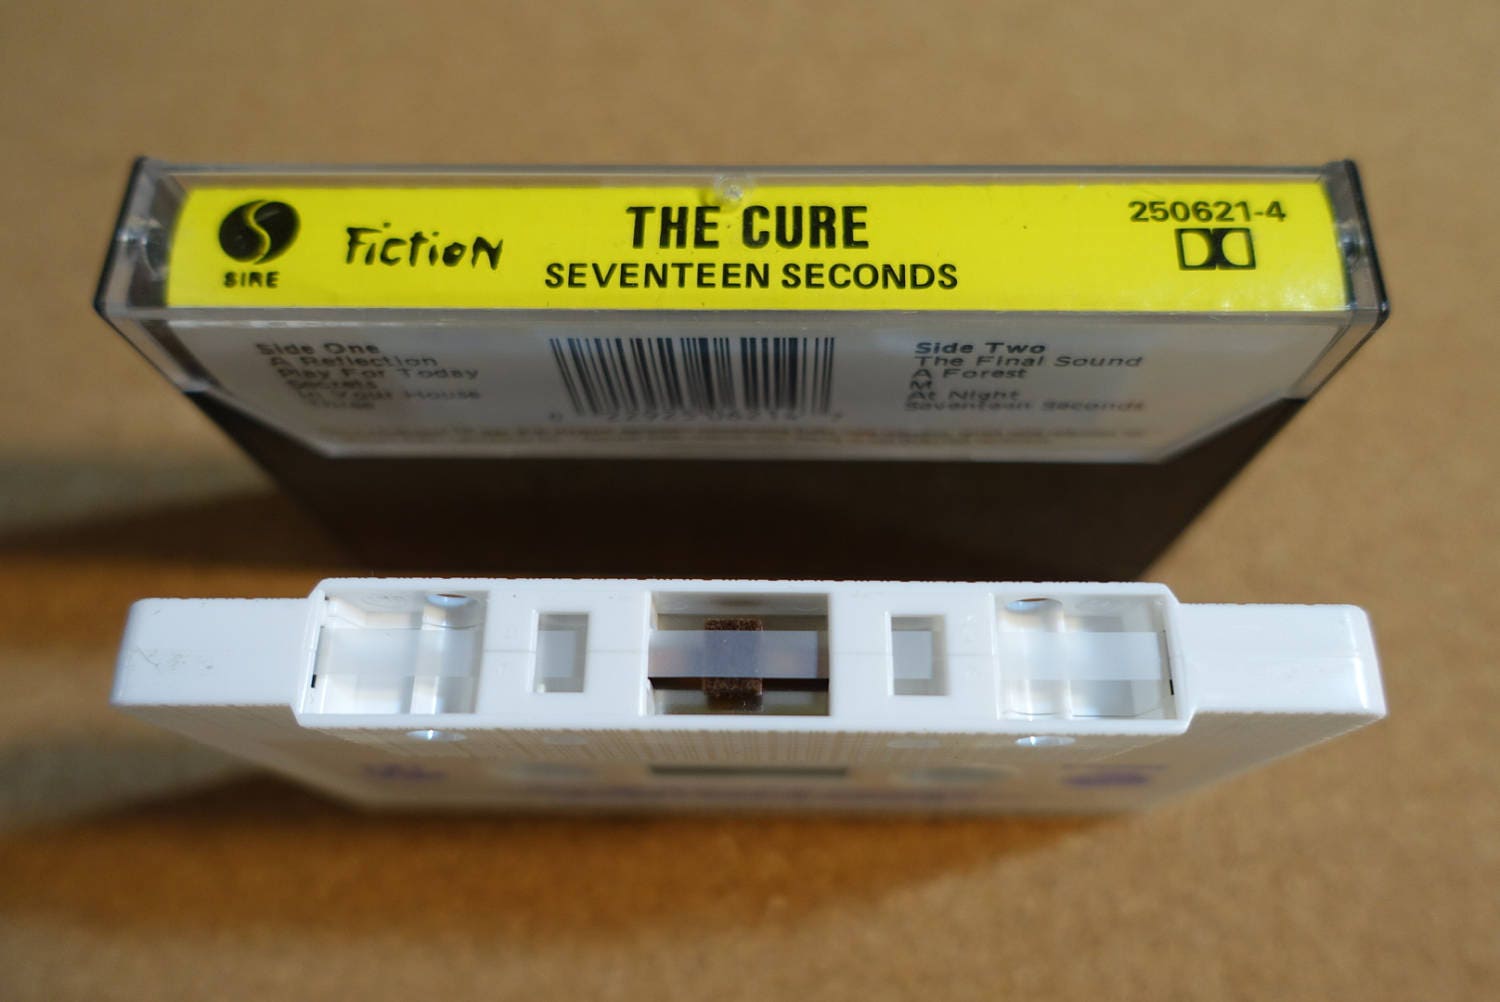 SIRE
Fiction
THE CURE
SEVENTEEN SECONDS
250621-4
Side One
A Reflection
Play For Today
Secrets
In Your House
Three
Side Two
The Final Sound
A Forest
M
At Night
Seventeen Seconds